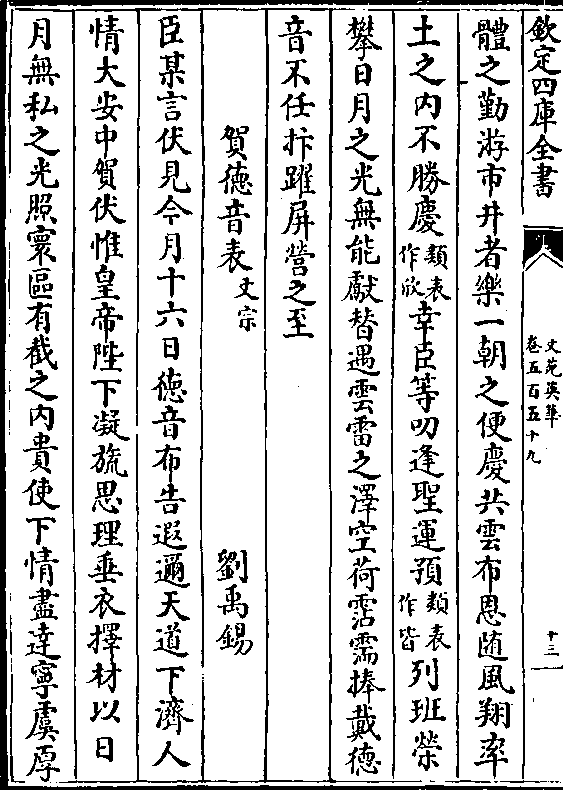 欽定四庫全書
文苑英華
卷五百五十九
十三
體之勤游市井者樂一朝之便慶共雲布恩随風翔率
土之内不勝慶類表作欣幸臣等叨逢聖運預類表作皆列班榮
攀日月之光無能獻替遇雲雷之澤空荷霑霈捧戴德
音不任抃躍屏營之至
賀德音表文宗 劉禹錫
臣某言伏見今月十六日德音布告遐邇天道下濟人
情大安中賀伏惟皇帝陛下凝旒思理垂衣擇材以日
月無私之光照寰區有截之内貴使下情盡達寧虞厚